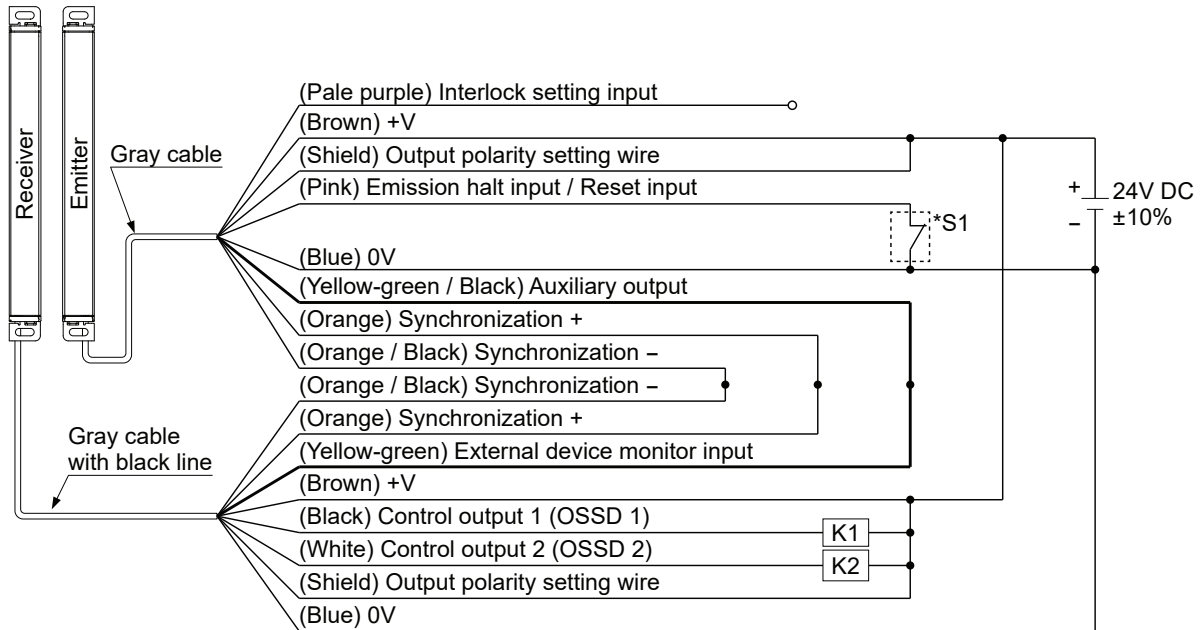 Receiver
Emitter
Gray cable
(Pale purple) Interlock setting input
(Brown) +V
(Shield) Output polarity setting wire
(Pink) Emission halt input / Reset input
*S1
+
−
24V DC
±10%
(Blue) 0V
(Yellow-green / Black) Auxiliary output
(Orange) Synchronization +
(Orange / Black) Synchronization −
(Orange / Black) Synchronization −
(Orange) Synchronization +
(Yellow-green) External device monitor input
Gray cable
with black line
(Brown) +V
(Black) Control output 1 (OSSD 1)
K1
(White) Control output 2 (OSSD 2)
K2
(Shield) Output polarity setting wire
(Blue) 0V